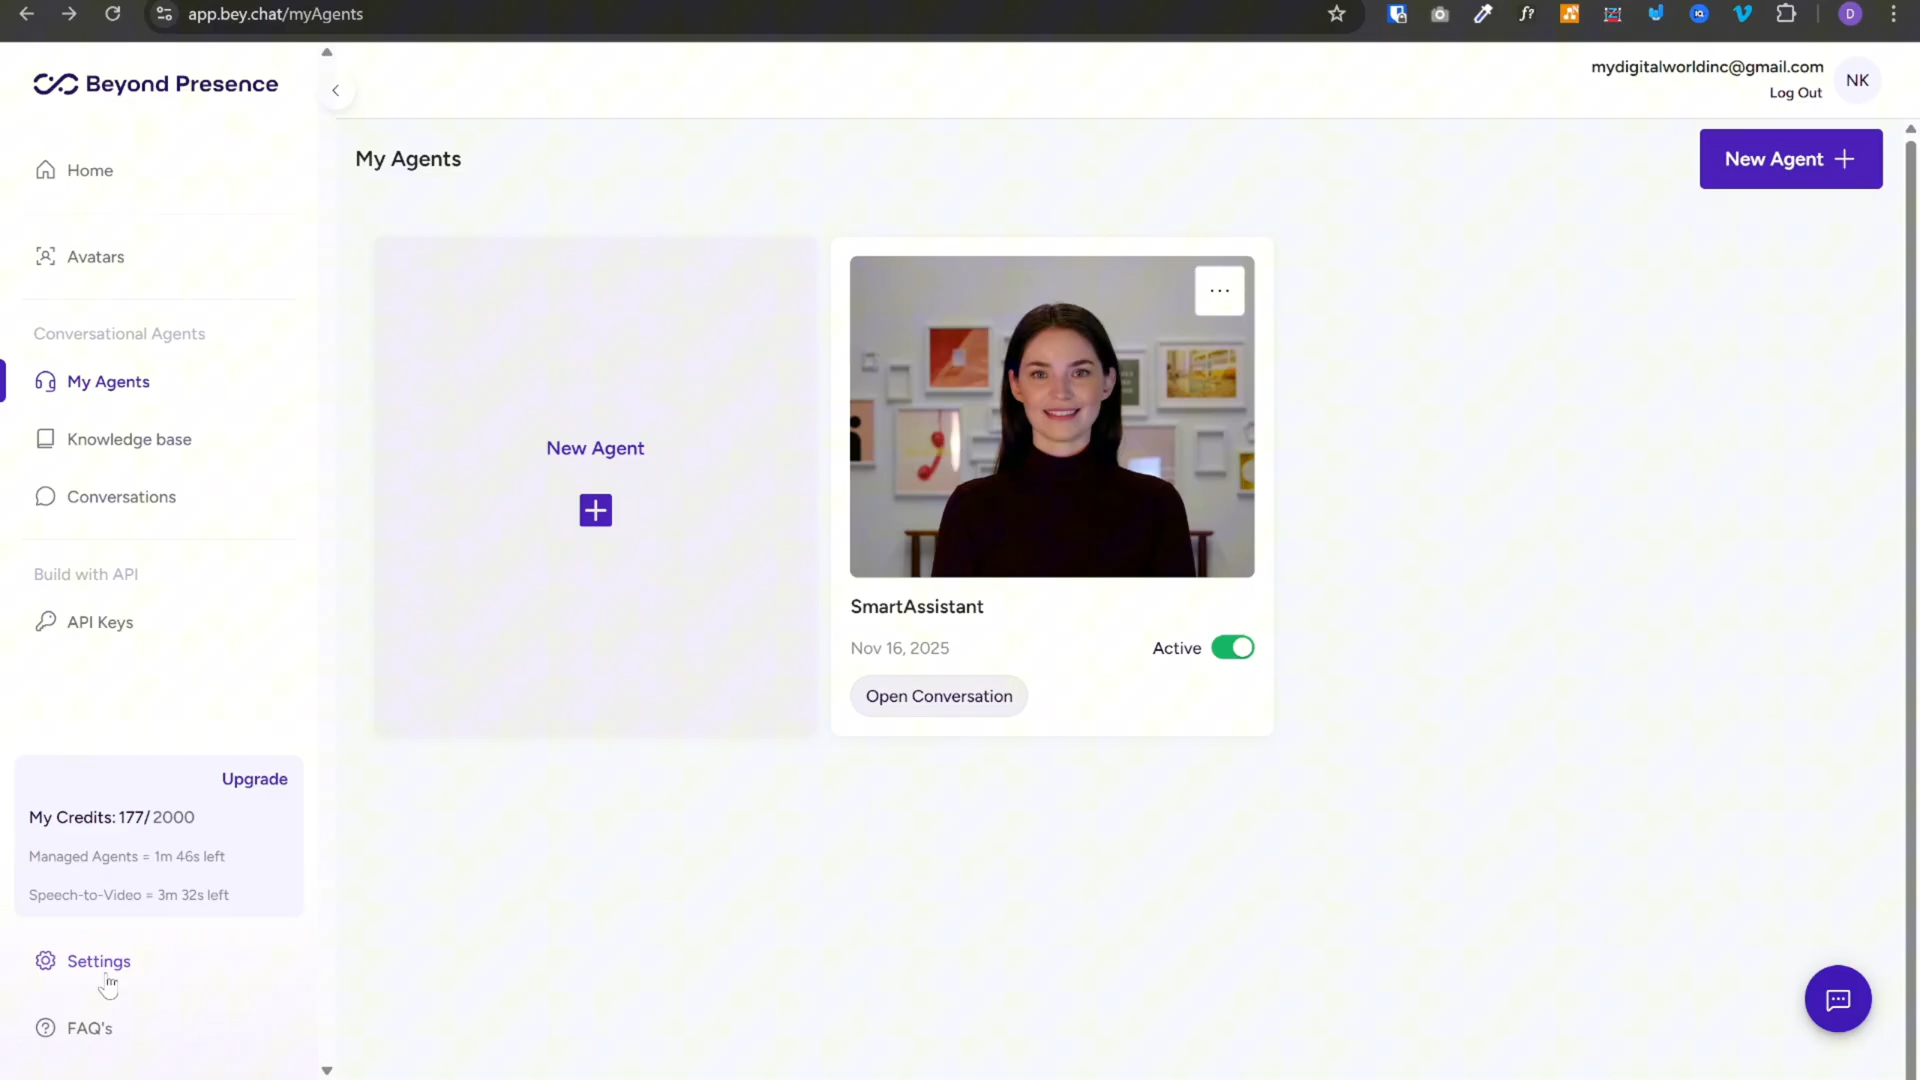 app.bey.chat/myAgents
D
Beyond Presence
mydigitalworldinc@gmail.com
Log Out
NK
Home
Avatars
Conversational Agents
My Agents
Knowledge base
Conversations
Build with API
API Keys
Upgrade
My Credits: 177/ 2000
Managed Agents = 1m 46s left
Speech-to-Video = 3m 32s left
Settings
FAQ's
My Agents
New Agent
New Agent
SmartAssistant
Nov 16, 2025
Active
Open Conversation